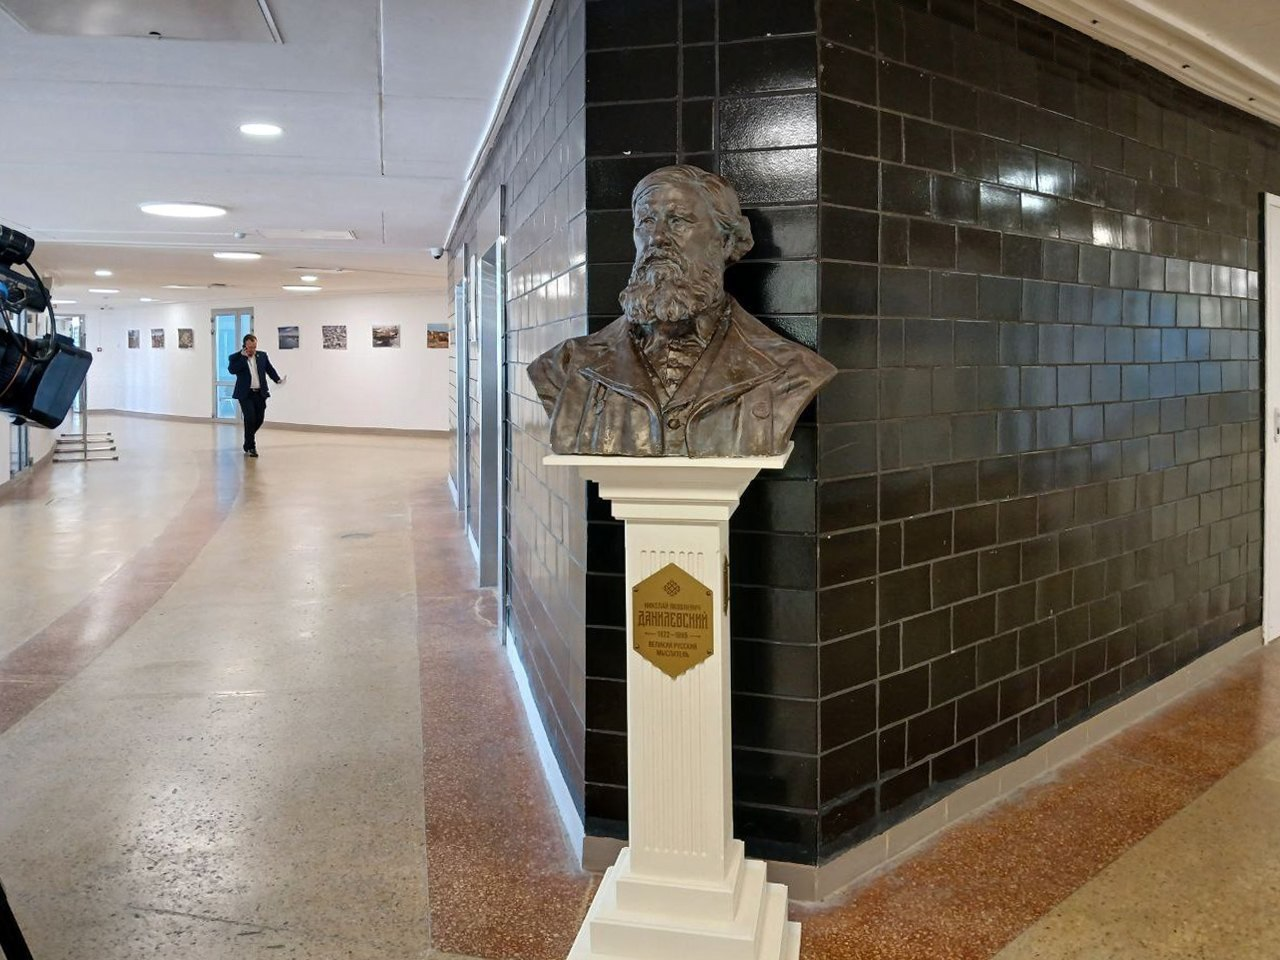 НИКОЛАЙ ЯКОВЛЕВИЧ
ДАНИЛЕВСКИЙ
1822–1885
ВЕЛИКИЙ РУССКИЙ
МЫСЛИТЕЛЬ